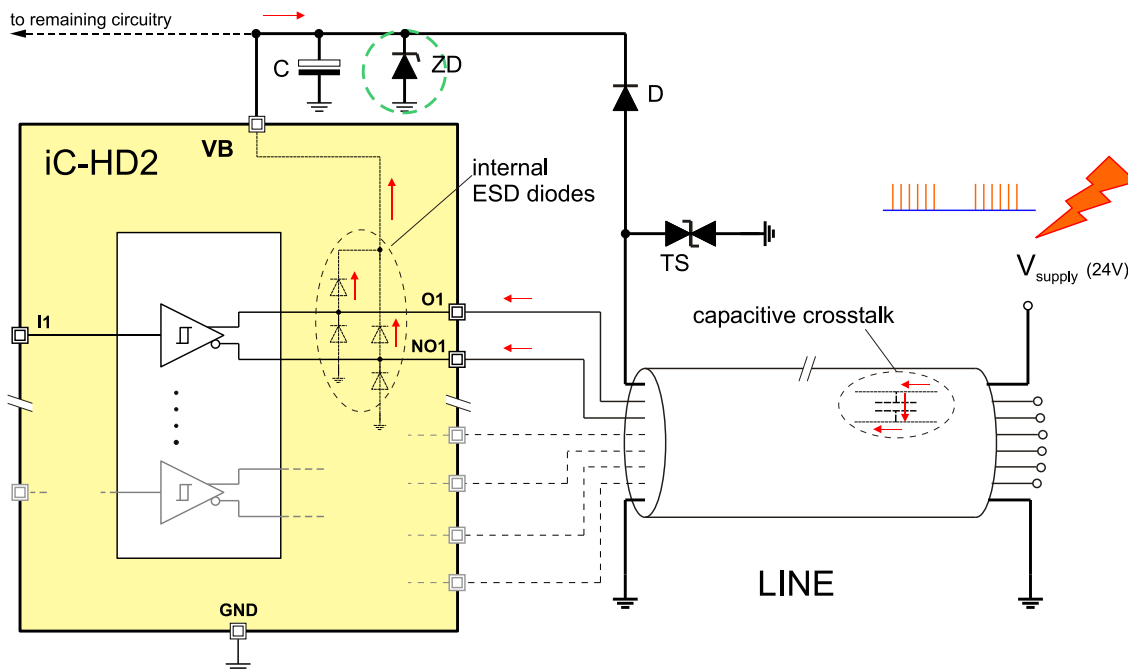 to remaining circuitry
C
ZD
D
VB
iC-HD2
internal
ESD diodes
TS
Vsupply (24V)
O1
I1
capacitive crosstalk
NO1
LINE
GND